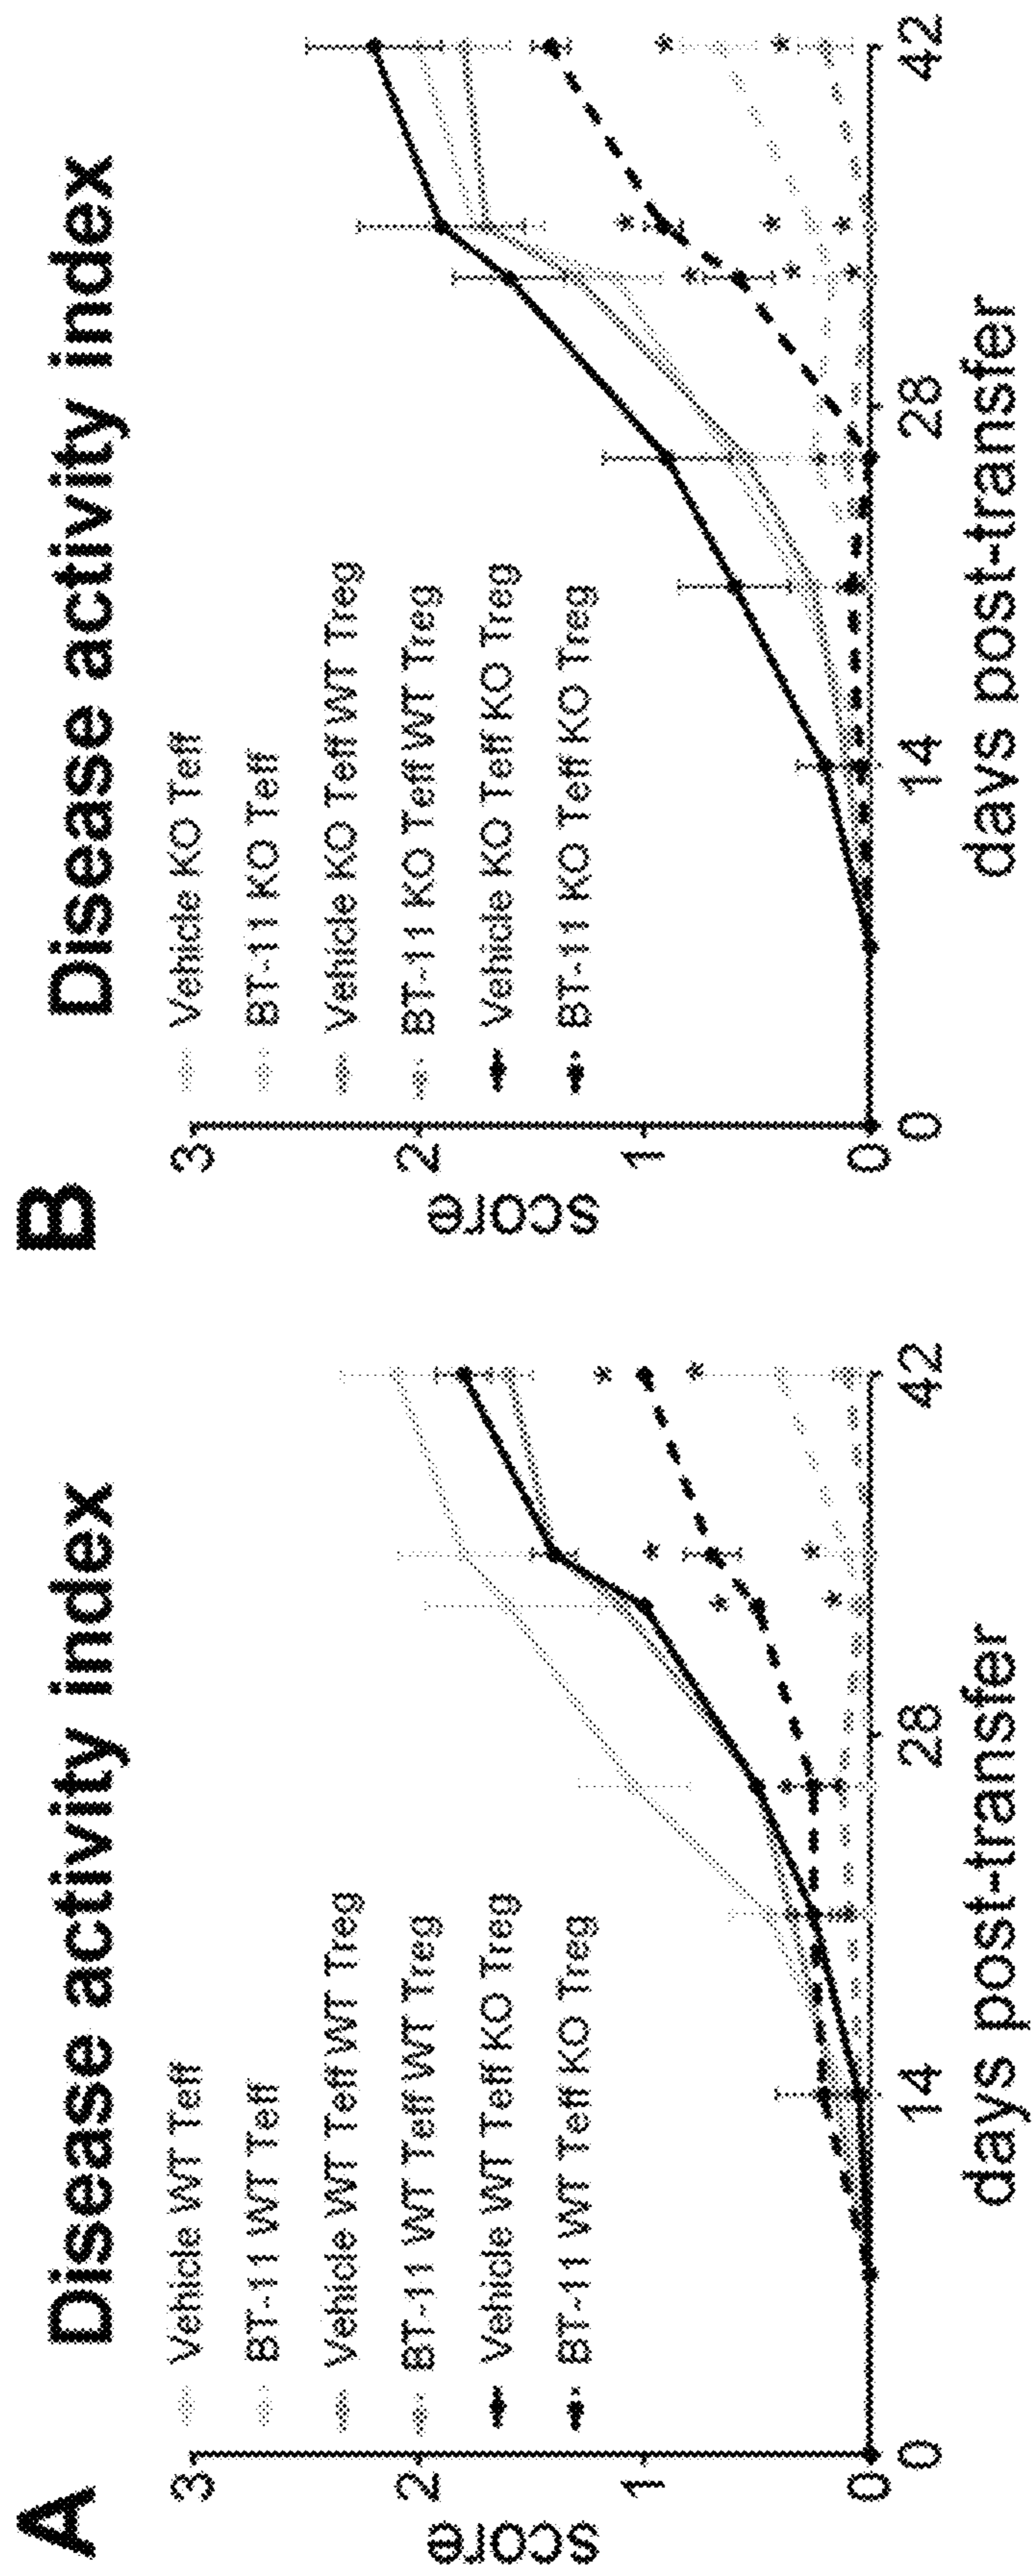 A
Disease activity index
Vehicle WT Teff
BT-11 WT Teff
Vehicle WT Teff WT Treg
BT-11 WT Teff WT Treg
Vehicle WT Teff KO Treg
BT-11 WT Teff KO Treg
score
3
2
1
0
0
14
28
42
days post-transfer
*
*
*
*
*
*
B
Disease activity index
Vehicle KO Teff
BT-11 KO Teff
Vehicle KO Teff WT Treg
BT-11 KO Teff WT Treg
Vehicle KO Teff KO Treg
BT-11 KO Teff KO Treg
score
3
2
1
0
0
14
28
42
days post-transfer
*
*
*
*
*
*
*
*